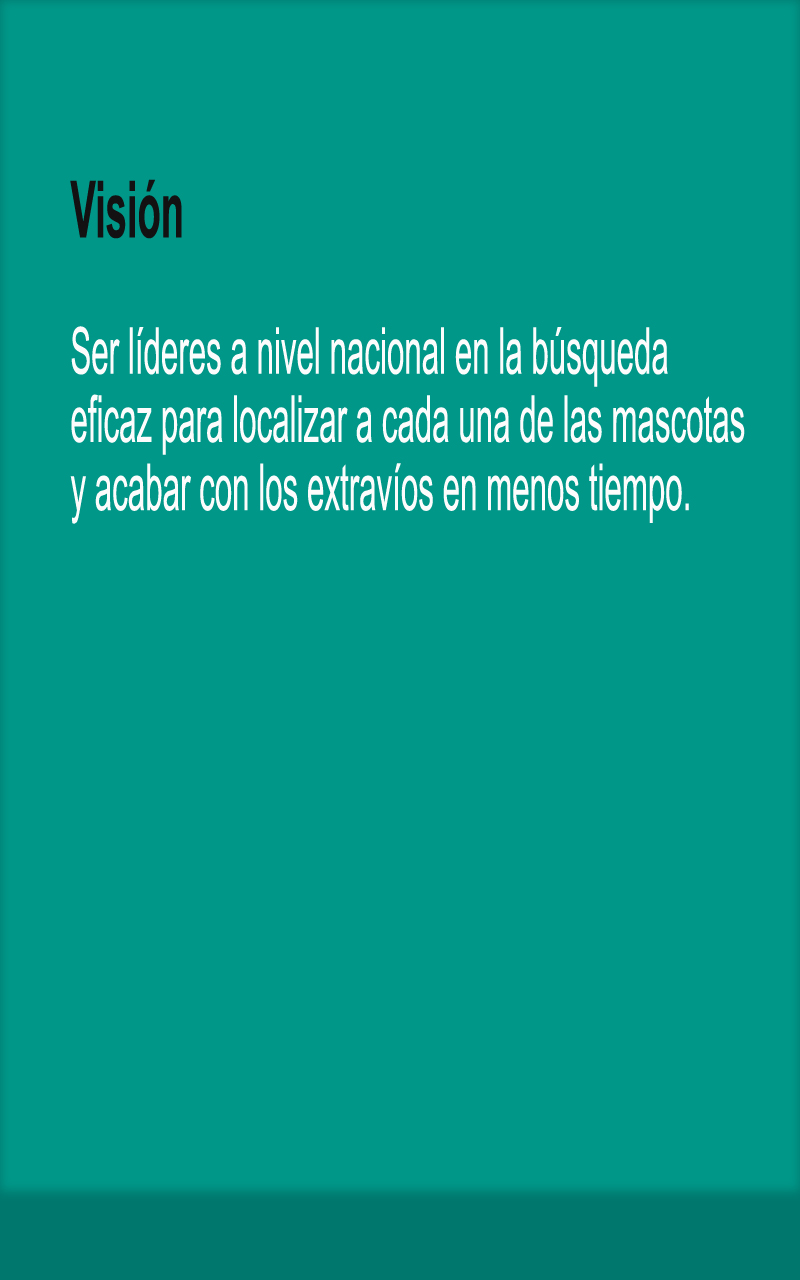 Visión
Ser líderes a nivel nacional en la búsqueda
eficaz para localizar a cada una de las mascotas
y acabar con los extravíos en menos tiempo.